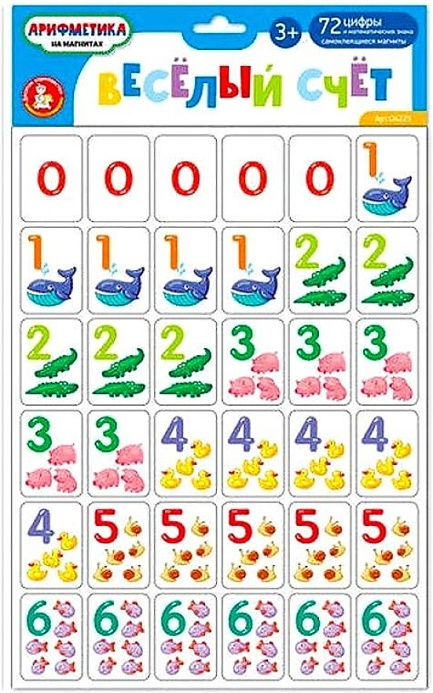 АРИФМЕТИКА
НА МАГНИТАХ
3+
72 цифры
и математических знака
самоклеящиеся магниты
ВЕСЁЛЫЙ СЧЁТ
0 0 0 0 0 1
1 1 1 1 2 2
2 2 2 3 3 3
3 3 4 4 4 4
4 5 5 5 5 5
6 6 6 6 6 6